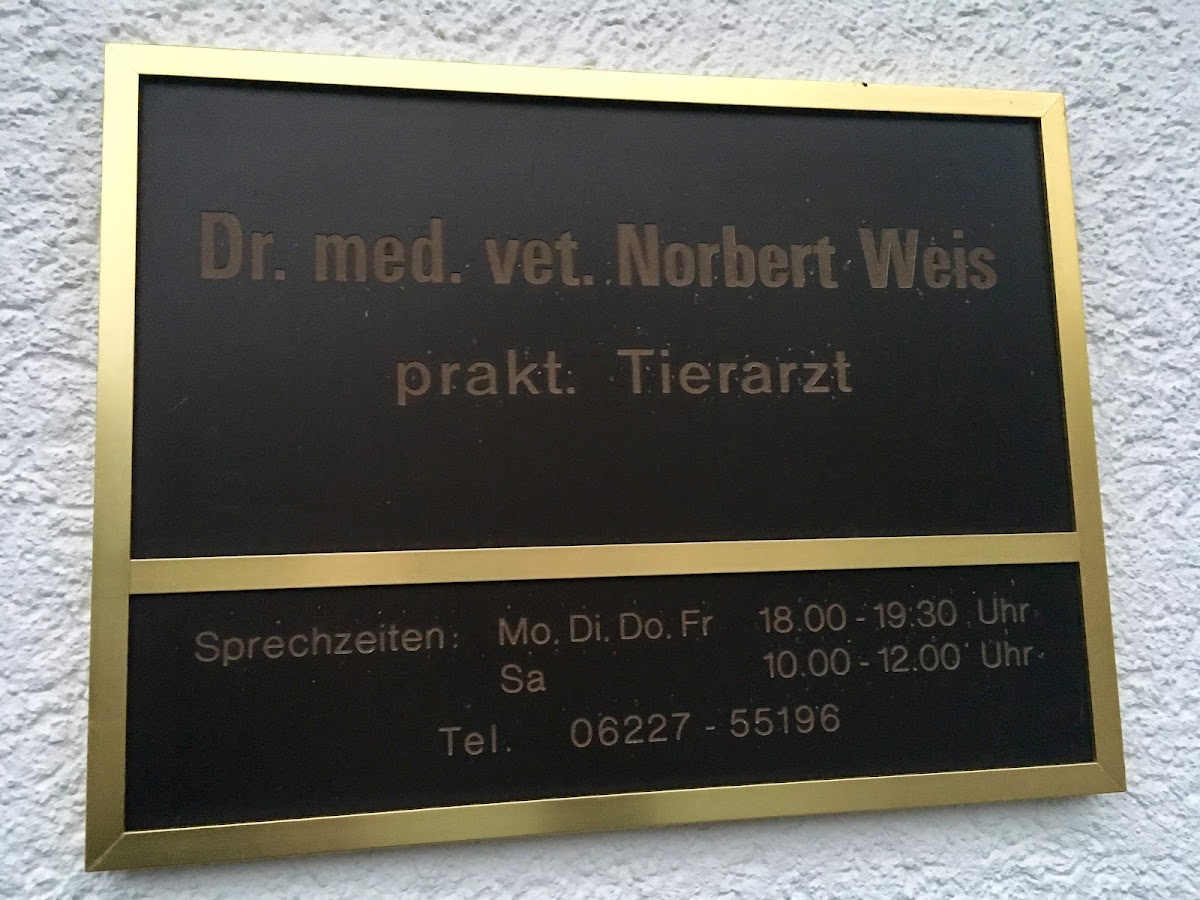 Dr. med. vet. Norbert Weis
prakt. Tierarzt
Sprechzeiten: Mo. Di. Do. Fr 18.00 - 19.30 Uhr
Sa 10.00 - 12.00 Uhr
Tel. 06227 - 55196